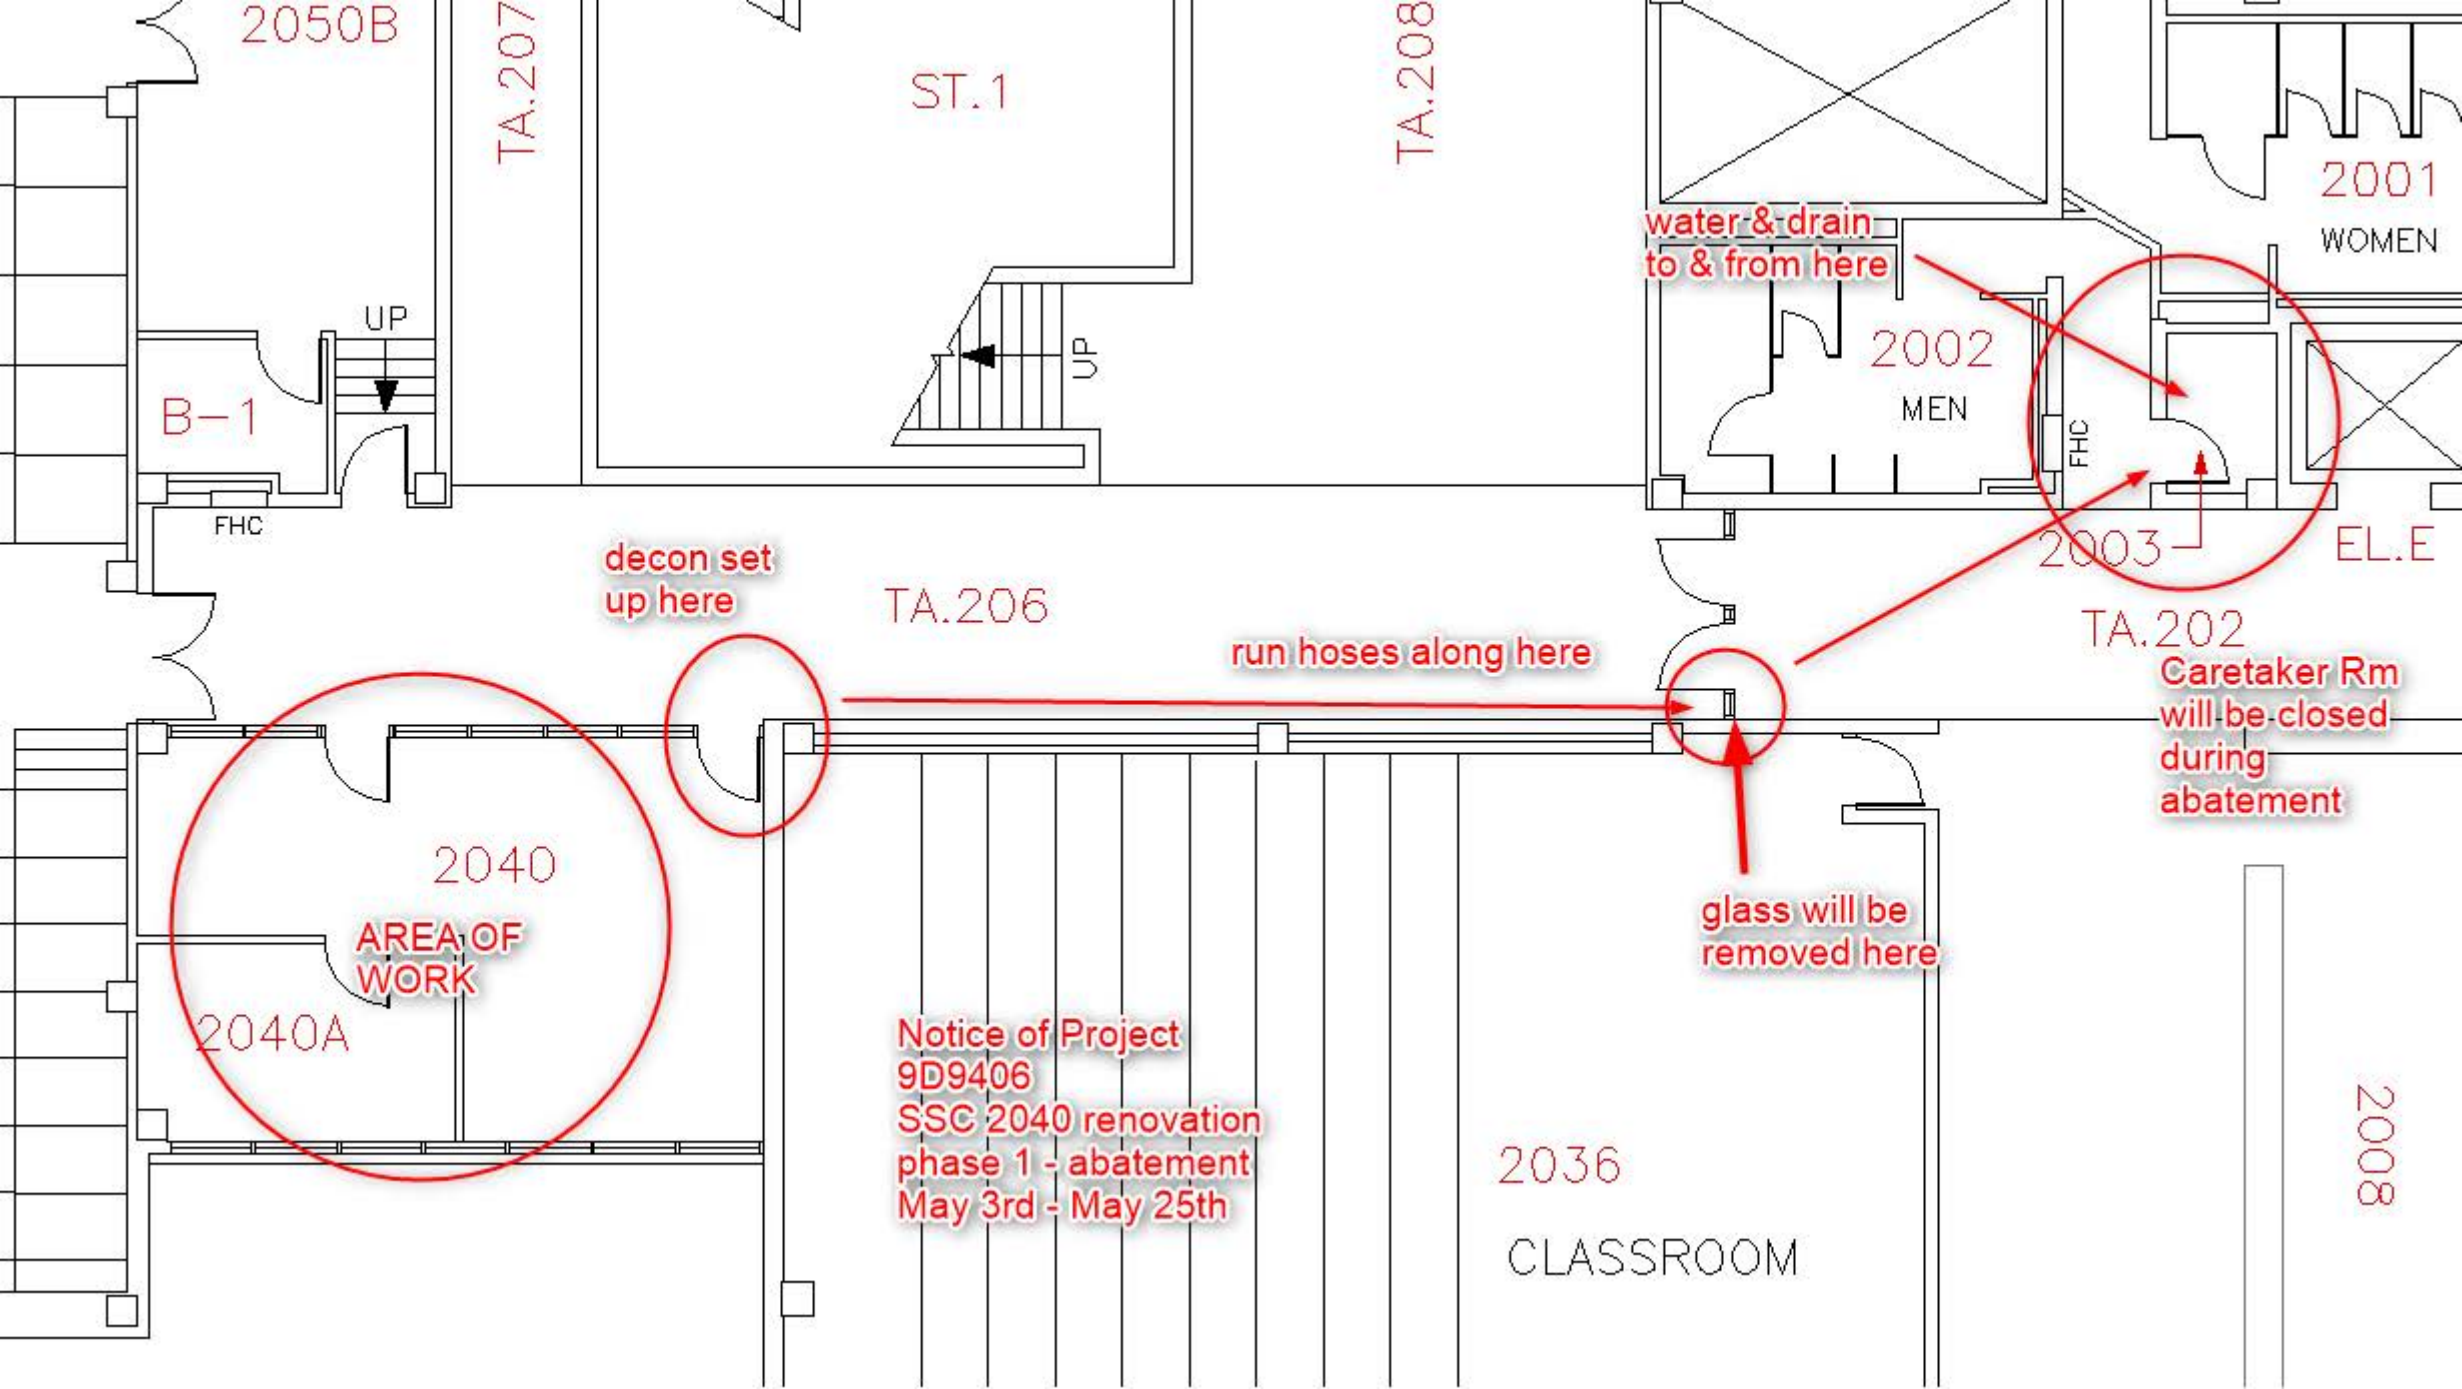 2050B
TA.207
ST.1
TA.208
2001
WOMEN
water & drain
to & from here
UP
UP
2002
MEN
B-1
FHC
FHC
2003
EL.E
decon set
up here
TA.206
TA.202
run hoses along here
Caretaker Rm
will be closed
during
abatement
2040
AREA OF
WORK
2040A
glass will be
removed here
Notice of Project
9D9406
SSC 2040 renovation
phase 1 - abatement
May 3rd - May 25th
2036
CLASSROOM
2008